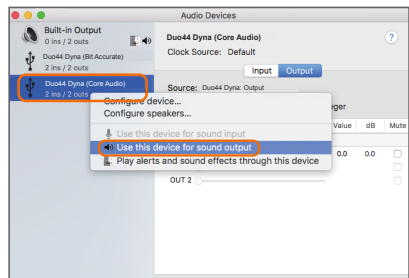 Audio Devices
Built-in Output
0 ins / 2 outs
Duo44 Dyna (Bit Accurate)
2 ins / 2 outs
Duo44 Dyna (Core Audio)
2 ins / 2 outs
Duo44 Dyna (Core Audio)
?
Clock Source: Default
Input Output
Source: Duo44 Dyna: Output
Configure device...
Configure speakers...
Use this device for sound input
Use this device for sound output
Play alerts and sound effects through this device
Value dB Mute
0.0 0.0
OUT 2